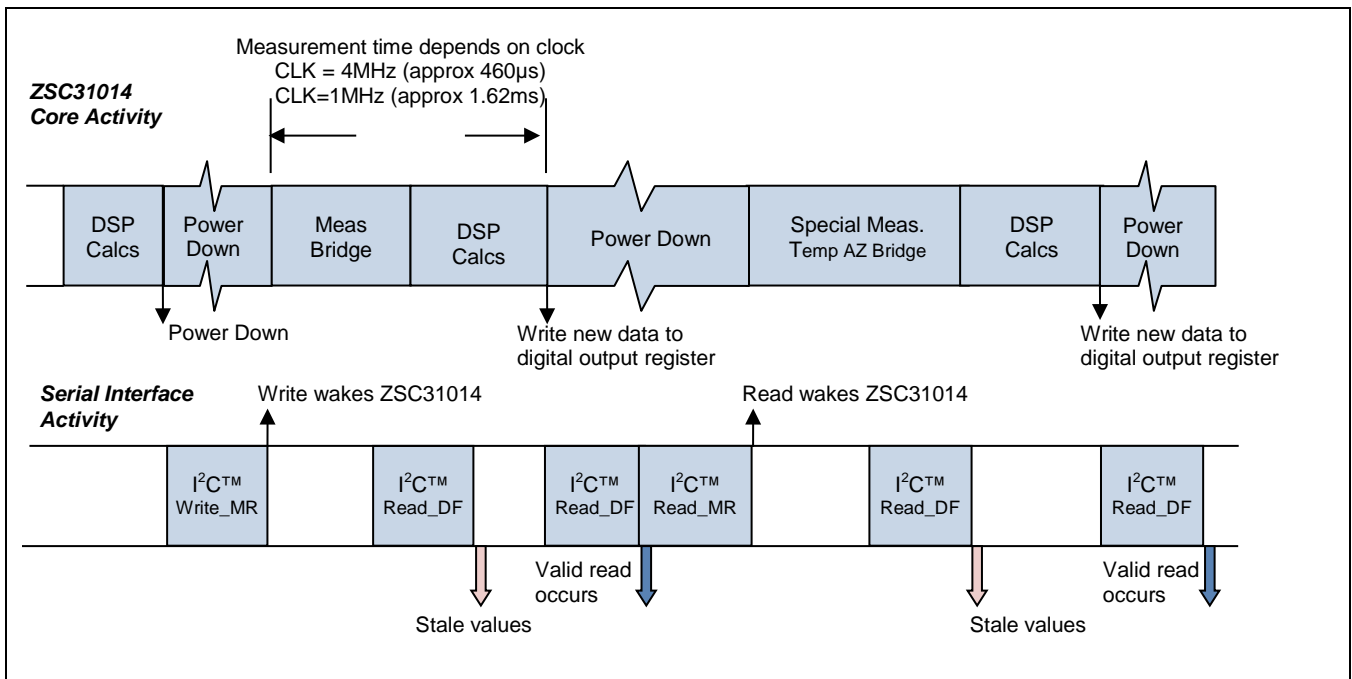 Measurement time depends on clock
CLK = 4MHz (approx 460µs)
CLK=1MHz (approx 1.62ms)
ZSC31014
Core Activity
DSP
Calcs
Power
Down
Meas
Bridge
DSP
Calcs
Power Down
Special Meas.
Temp AZ Bridge
DSP
Calcs
Power
Down
Power Down
Write new data to
digital output register
Write new data to
digital output register
Serial Interface
Activity
Write wakes ZSC31014
Read wakes ZSC31014
I²C™
Write_MR
I²C™
Read_DF
I²C™
Read_DF
I²C™
Read_MR
I²C™
Read_DF
I²C™
Read_DF
Stale values
Valid read
occurs
Stale values
Valid read
occurs